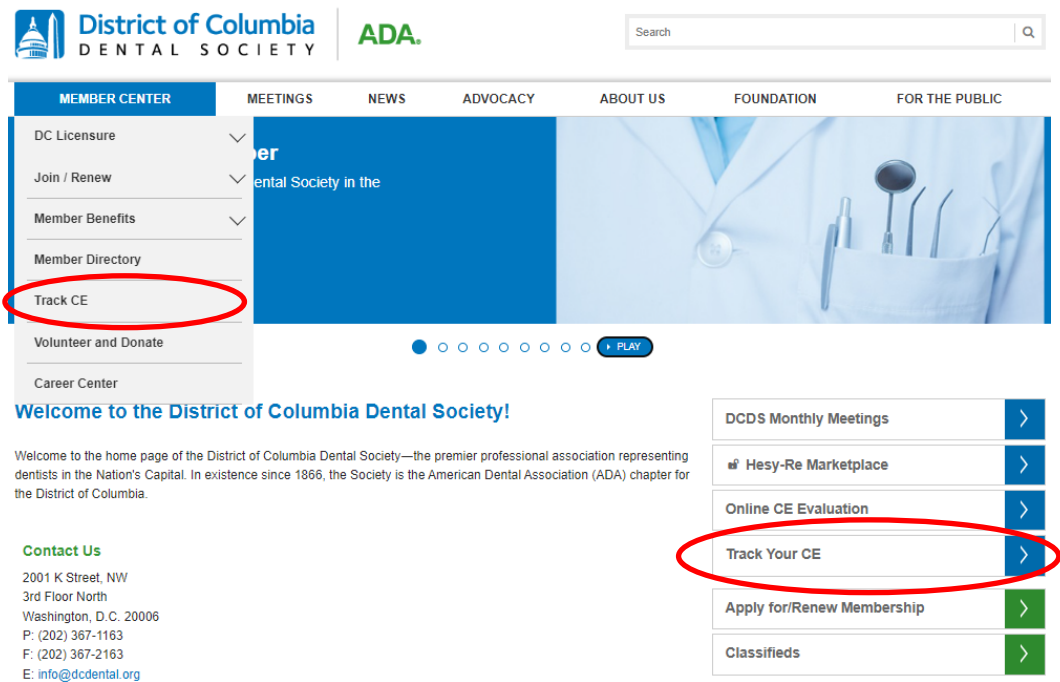 District of Columbia
DENTAL SOCIETY
ADA.
Search
MEMBER CENTER
MEETINGS
NEWS
ADVOCACY
ABOUT US
FOUNDATION
FOR THE PUBLIC
DC Licensure
Join / Renew
Member Benefits
Member Directory
Track CE
Volunteer and Donate
Career Center
ental Society in the
PLAY
Welcome to the District of Columbia Dental Society!
Welcome to the home page of the District of Columbia Dental Society—the premier professional association representing
dentists in the Nation's Capital. In existence since 1866, the Society is the American Dental Association (ADA) chapter for
the District of Columbia.
Contact Us
2001 K Street, NW
3rd Floor North
Washington, D.C. 20006
P: (202) 367-1163
F: (202) 367-2163
E: info@dcdental.org
DCDS Monthly Meetings
Hesy-Re Marketplace
Online CE Evaluation
Track Your CE
Apply for/Renew Membership
Classifieds